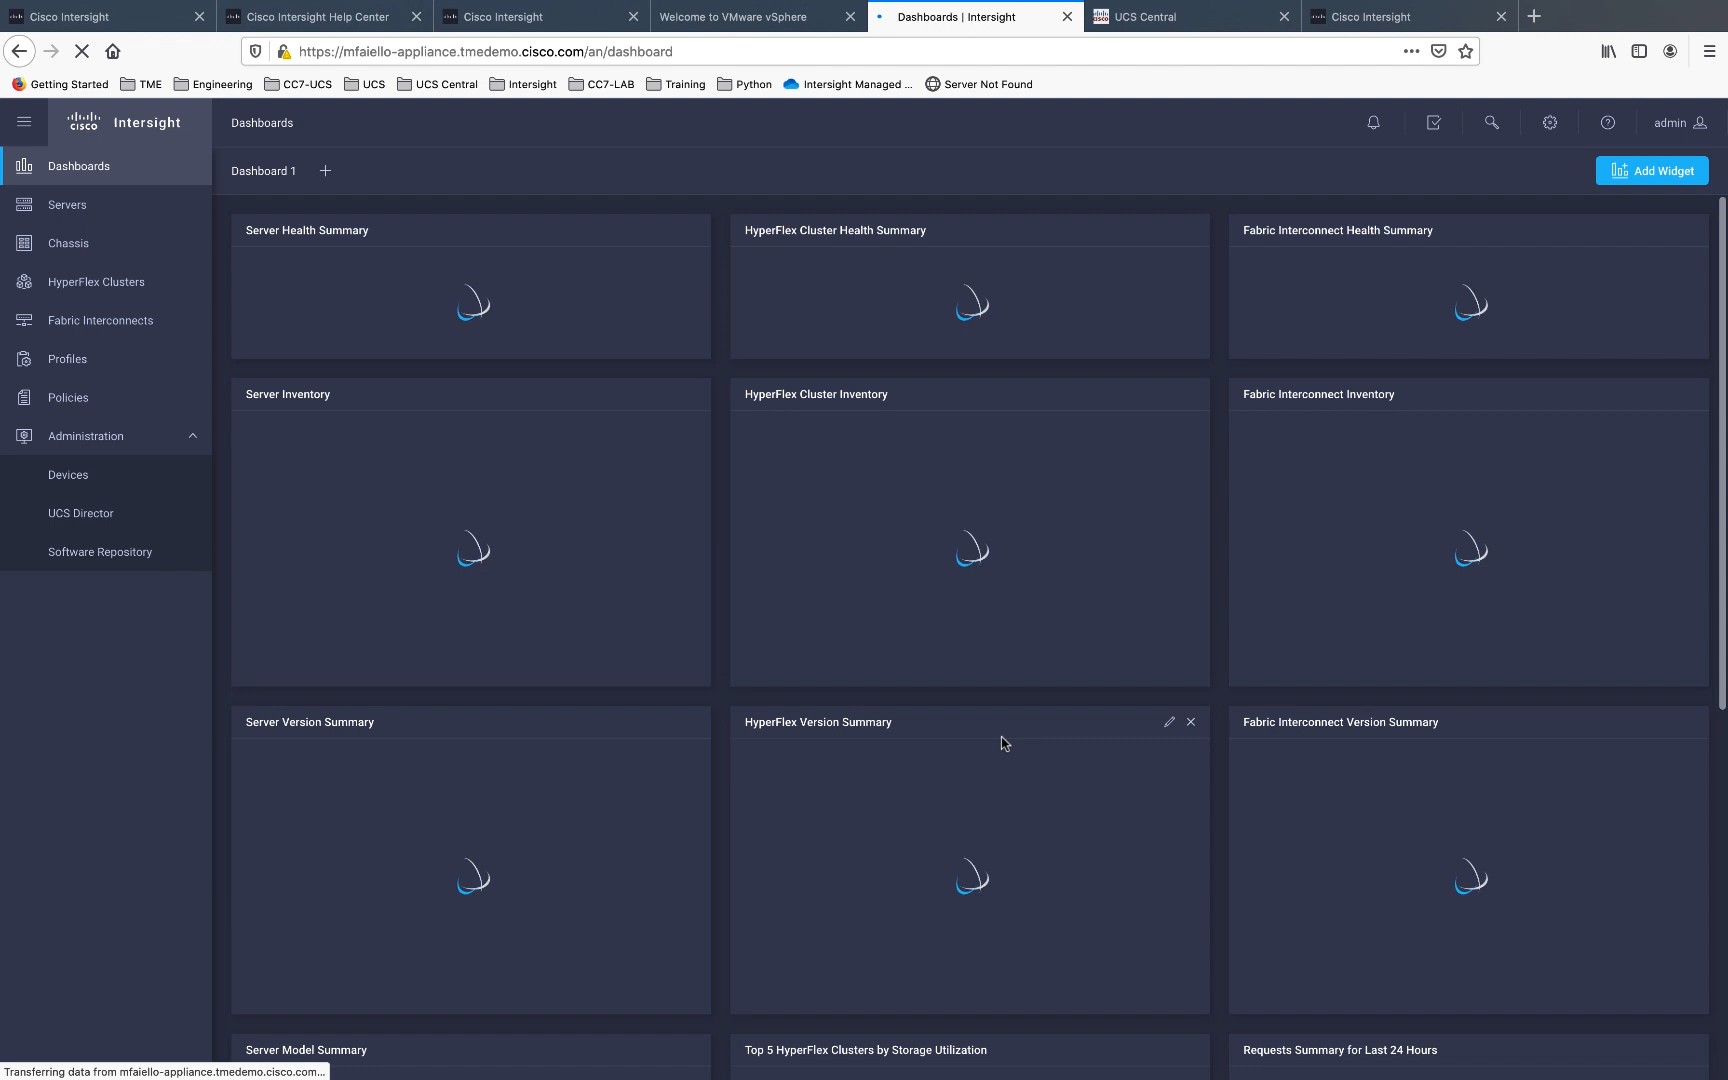 Cisco Intersight
Cisco Intersight Help Center
Cisco Intersight
Welcome to VMware vSphere
Dashboards | Intersight
UCS Central
Cisco Intersight
https://mfaiello-appliance.tmedemo.cisco.com/an/dashboard
Getting Started
TME
Engineering
CC7-UCS
UCS
UCS Central
Intersight
CC7-LAB
Training
Python
Intersight Managed ...
Server Not Found
cisco Intersight
Dashboards
admin
Dashboards
Servers
Chassis
HyperFlex Clusters
Fabric Interconnects
Profiles
Policies
Administration
Devices
UCS Director
Software Repository
Dashboard 1
Add Widget
Server Health Summary
HyperFlex Cluster Health Summary
Fabric Interconnect Health Summary
Server Inventory
HyperFlex Cluster Inventory
Fabric Interconnect Inventory
Server Version Summary
HyperFlex Version Summary
Fabric Interconnect Version Summary
Server Model Summary
Top 5 HyperFlex Clusters by Storage Utilization
Requests Summary for Last 24 Hours
Transferring data from mfaiello-appliance.tmedemo.cisco.com...